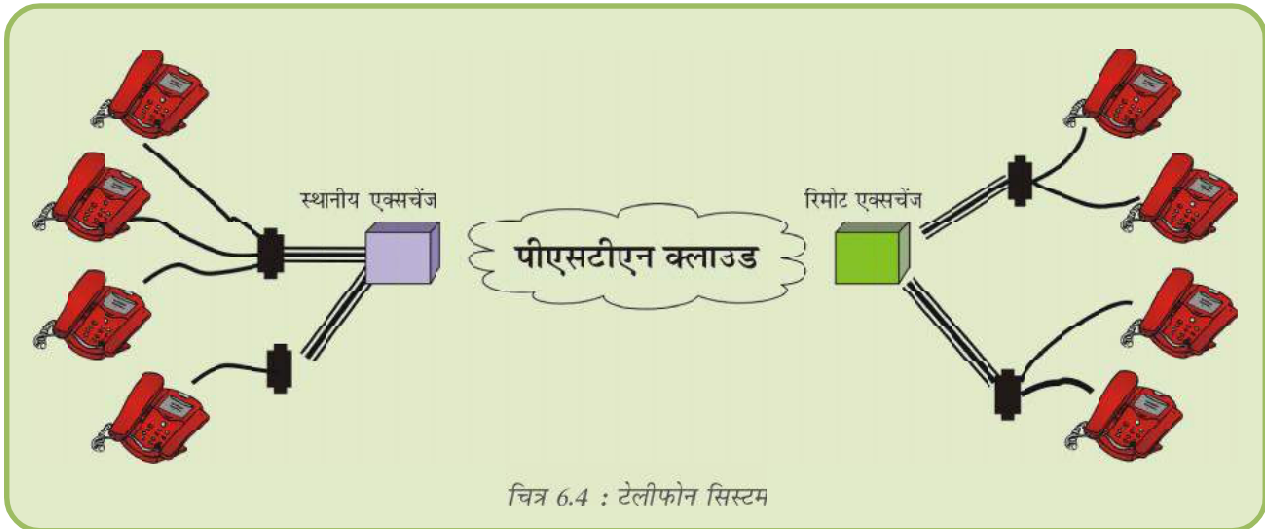 स्थानीय एक्सचेंज
रिमोट एक्सचेंज
पीएसटीएन क्लाउड
चित्र 6.4 : टेलीफोन सिस्टम